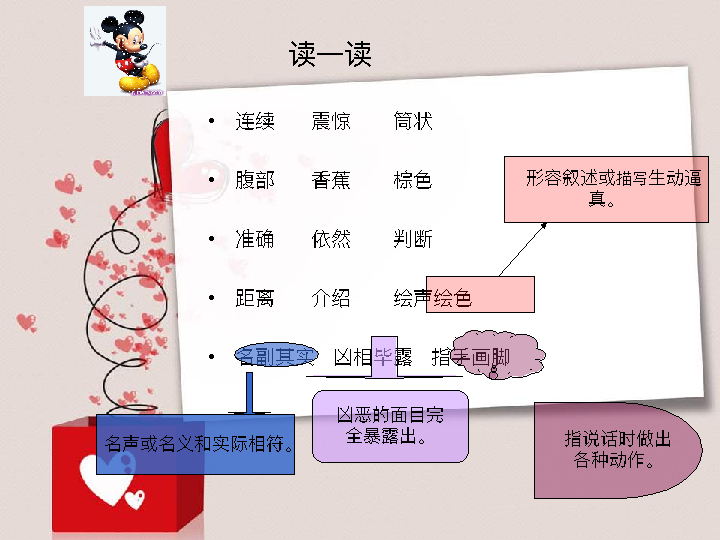 读一读
• 连续 震惊 筒状
• 腹部 香蕉 棕色
形容叙述或描写生动逼
真。
• 准确 依然 判断
• 距离 介绍 绘声绘色
• 名副其实 凶相毕露 指手画脚
名声或名义和实际相符。
凶恶的面目完
全暴露出。
指说话时做出
各种动作。